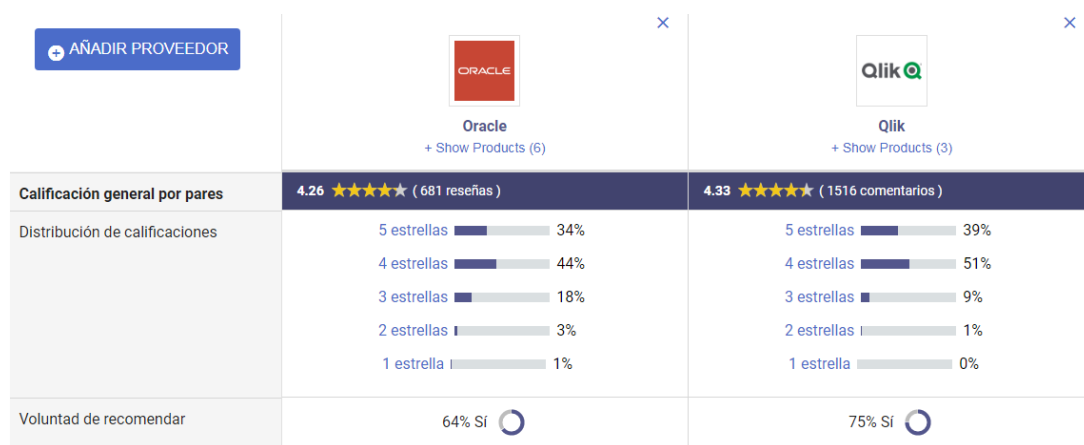 AÑADIR PROVEEDOR
ORACLE
Oracle
+ Show Products (6)
Qlik
Qlik
+ Show Products (3)
Calificación general por pares
4.26 ( 681 reseñas )
4.33 ( 1516 comentarios )
Distribución de calificaciones
5 estrellas 34%
4 estrellas 44%
3 estrellas 18%
2 estrellas 3%
1 estrella 1%
5 estrellas 39%
4 estrellas 51%
3 estrellas 9%
2 estrellas 1%
1 estrella 0%
Voluntad de recomendar
64% Sí
75% Sí